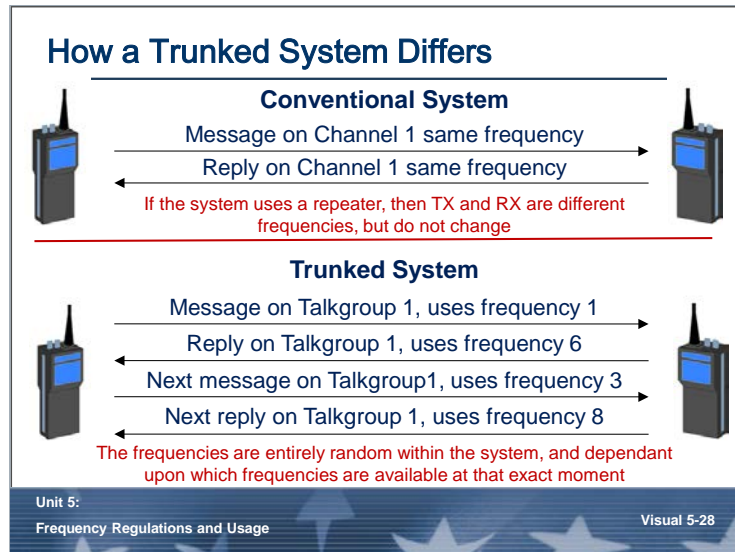 How a Trunked System Differs
Conventional System
Message on Channel 1 same frequency
Reply on Channel 1 same frequency
If the system uses a repeater, then TX and RX are different
frequencies, but do not change
Trunked System
Message on Talkgroup 1, uses frequency 1
Reply on Talkgroup 1, uses frequency 6
Next message on Talkgroup1, uses frequency 3
Next reply on Talkgroup 1, uses frequency 8
The frequencies are entirely random within the system, and dependant
upon which frequencies are available at that exact moment
Unit 5:
Frequency Regulations and Usage
Visual 5-28